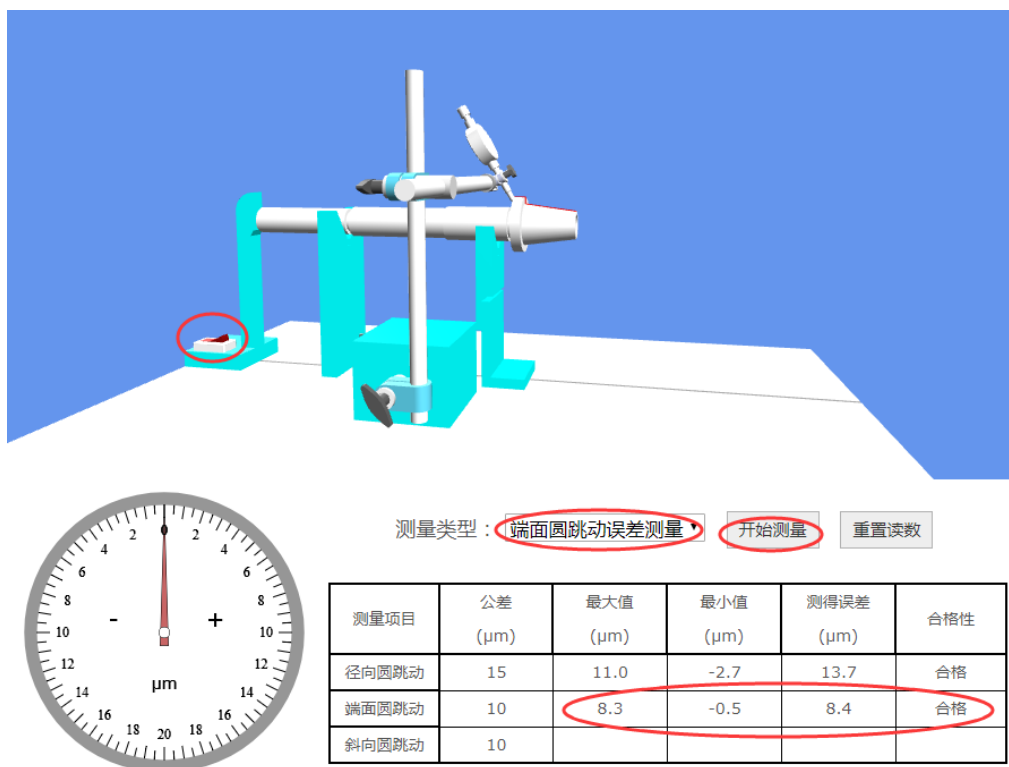 测量类型： 端面圆跳动误差测量 开始测量 重置读数
0
2 2
4 4
6 6
8 8
- +
10 10
12 12
μm
14 14
16 16
18 20 18
测量项目 公差 (μm) 最大值 (μm) 最小值 (μm) 测得误差 (μm) 合格性
径向圆跳动 15 11.0 -2.7 13.7 合格
端面圆跳动 10 8.3 -0.5 8.4 合格
斜向圆跳动 10